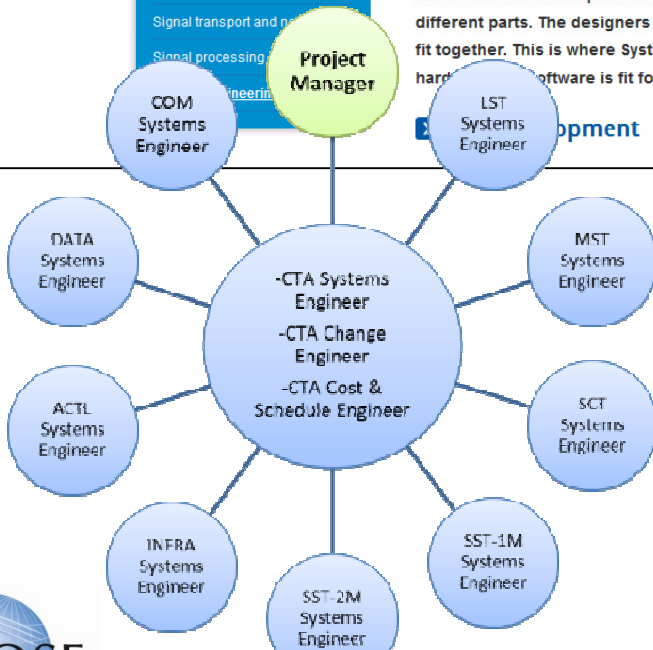 Signal transport and
different parts. The designers
Signal processing
fit together. This is where Syst
software is fit fo
Project
Manager
COM
Systems
Engineer
LST
Systems
Engineer
DATA
Systems
Engineer
MST
Systems
Engineer
-CTA Systems
Engineer
-CTA Change
Engineer
-CTA Cost &
Schedule Engineer
ACTL
Systems
Engineer
SCT
Systems
Engineer
INFRA
Systems
Engineer
SST-1M
Systems
Engineer
SST-2M
Systems
Engineer